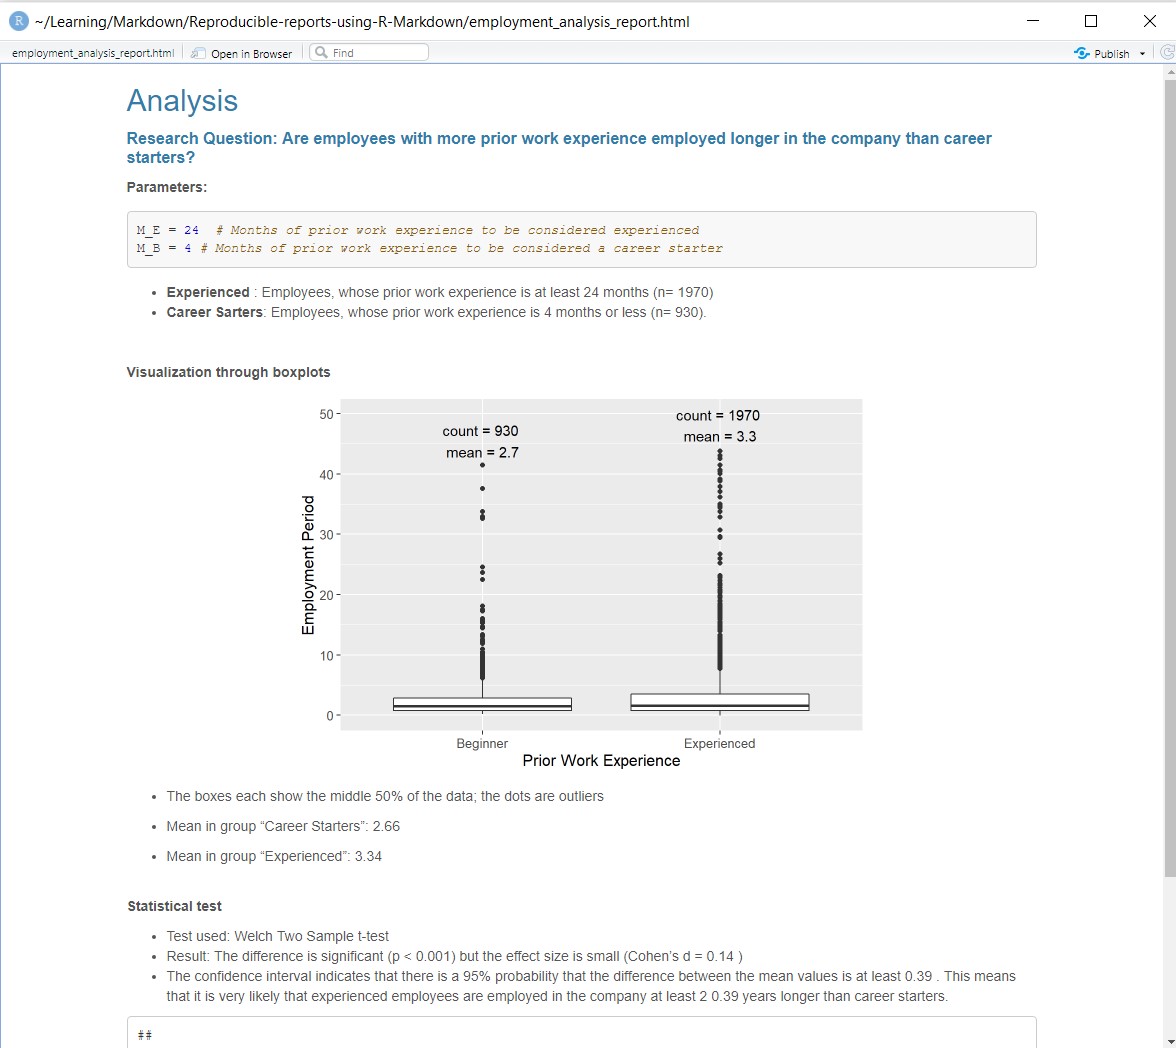 ~/Learning/Markdown/Reproducible-reports-using-R-Markdown/employment_analysis_report.html
employment_analysis_report.html
Open in Browser
Find
Publish
Analysis
Research Question: Are employees with more prior work experience employed longer in the company than career
starters?
Parameters:
M_E = 24  # Months of prior work experience to be considered experienced
M_B = 4 # Months of prior work experience to be considered a career starter
• Experienced : Employees, whose prior work experience is at least 24 months (n= 1970)
• Career Sarters: Employees, whose prior work experience is 4 months or less (n= 930).
Visualization through boxplots
50
40
30
20
10
0
Employment Period
count = 930
mean = 2.7
count = 1970
mean = 3.3
Beginner
Experienced
Prior Work Experience
• The boxes each show the middle 50% of the data; the dots are outliers
• Mean in group “Career Starters”: 2.66
• Mean in group “Experienced”: 3.34
Statistical test
• Test used: Welch Two Sample t-test
• Result: The difference is significant (p < 0.001) but the effect size is small (Cohen’s d = 0.14 )
• The confidence interval indicates that there is a 95% probability that the difference between the mean values is at least 0.39 . This means
that it is very likely that experienced employees are employed in the company at least 2 0.39 years longer than career starters.
##